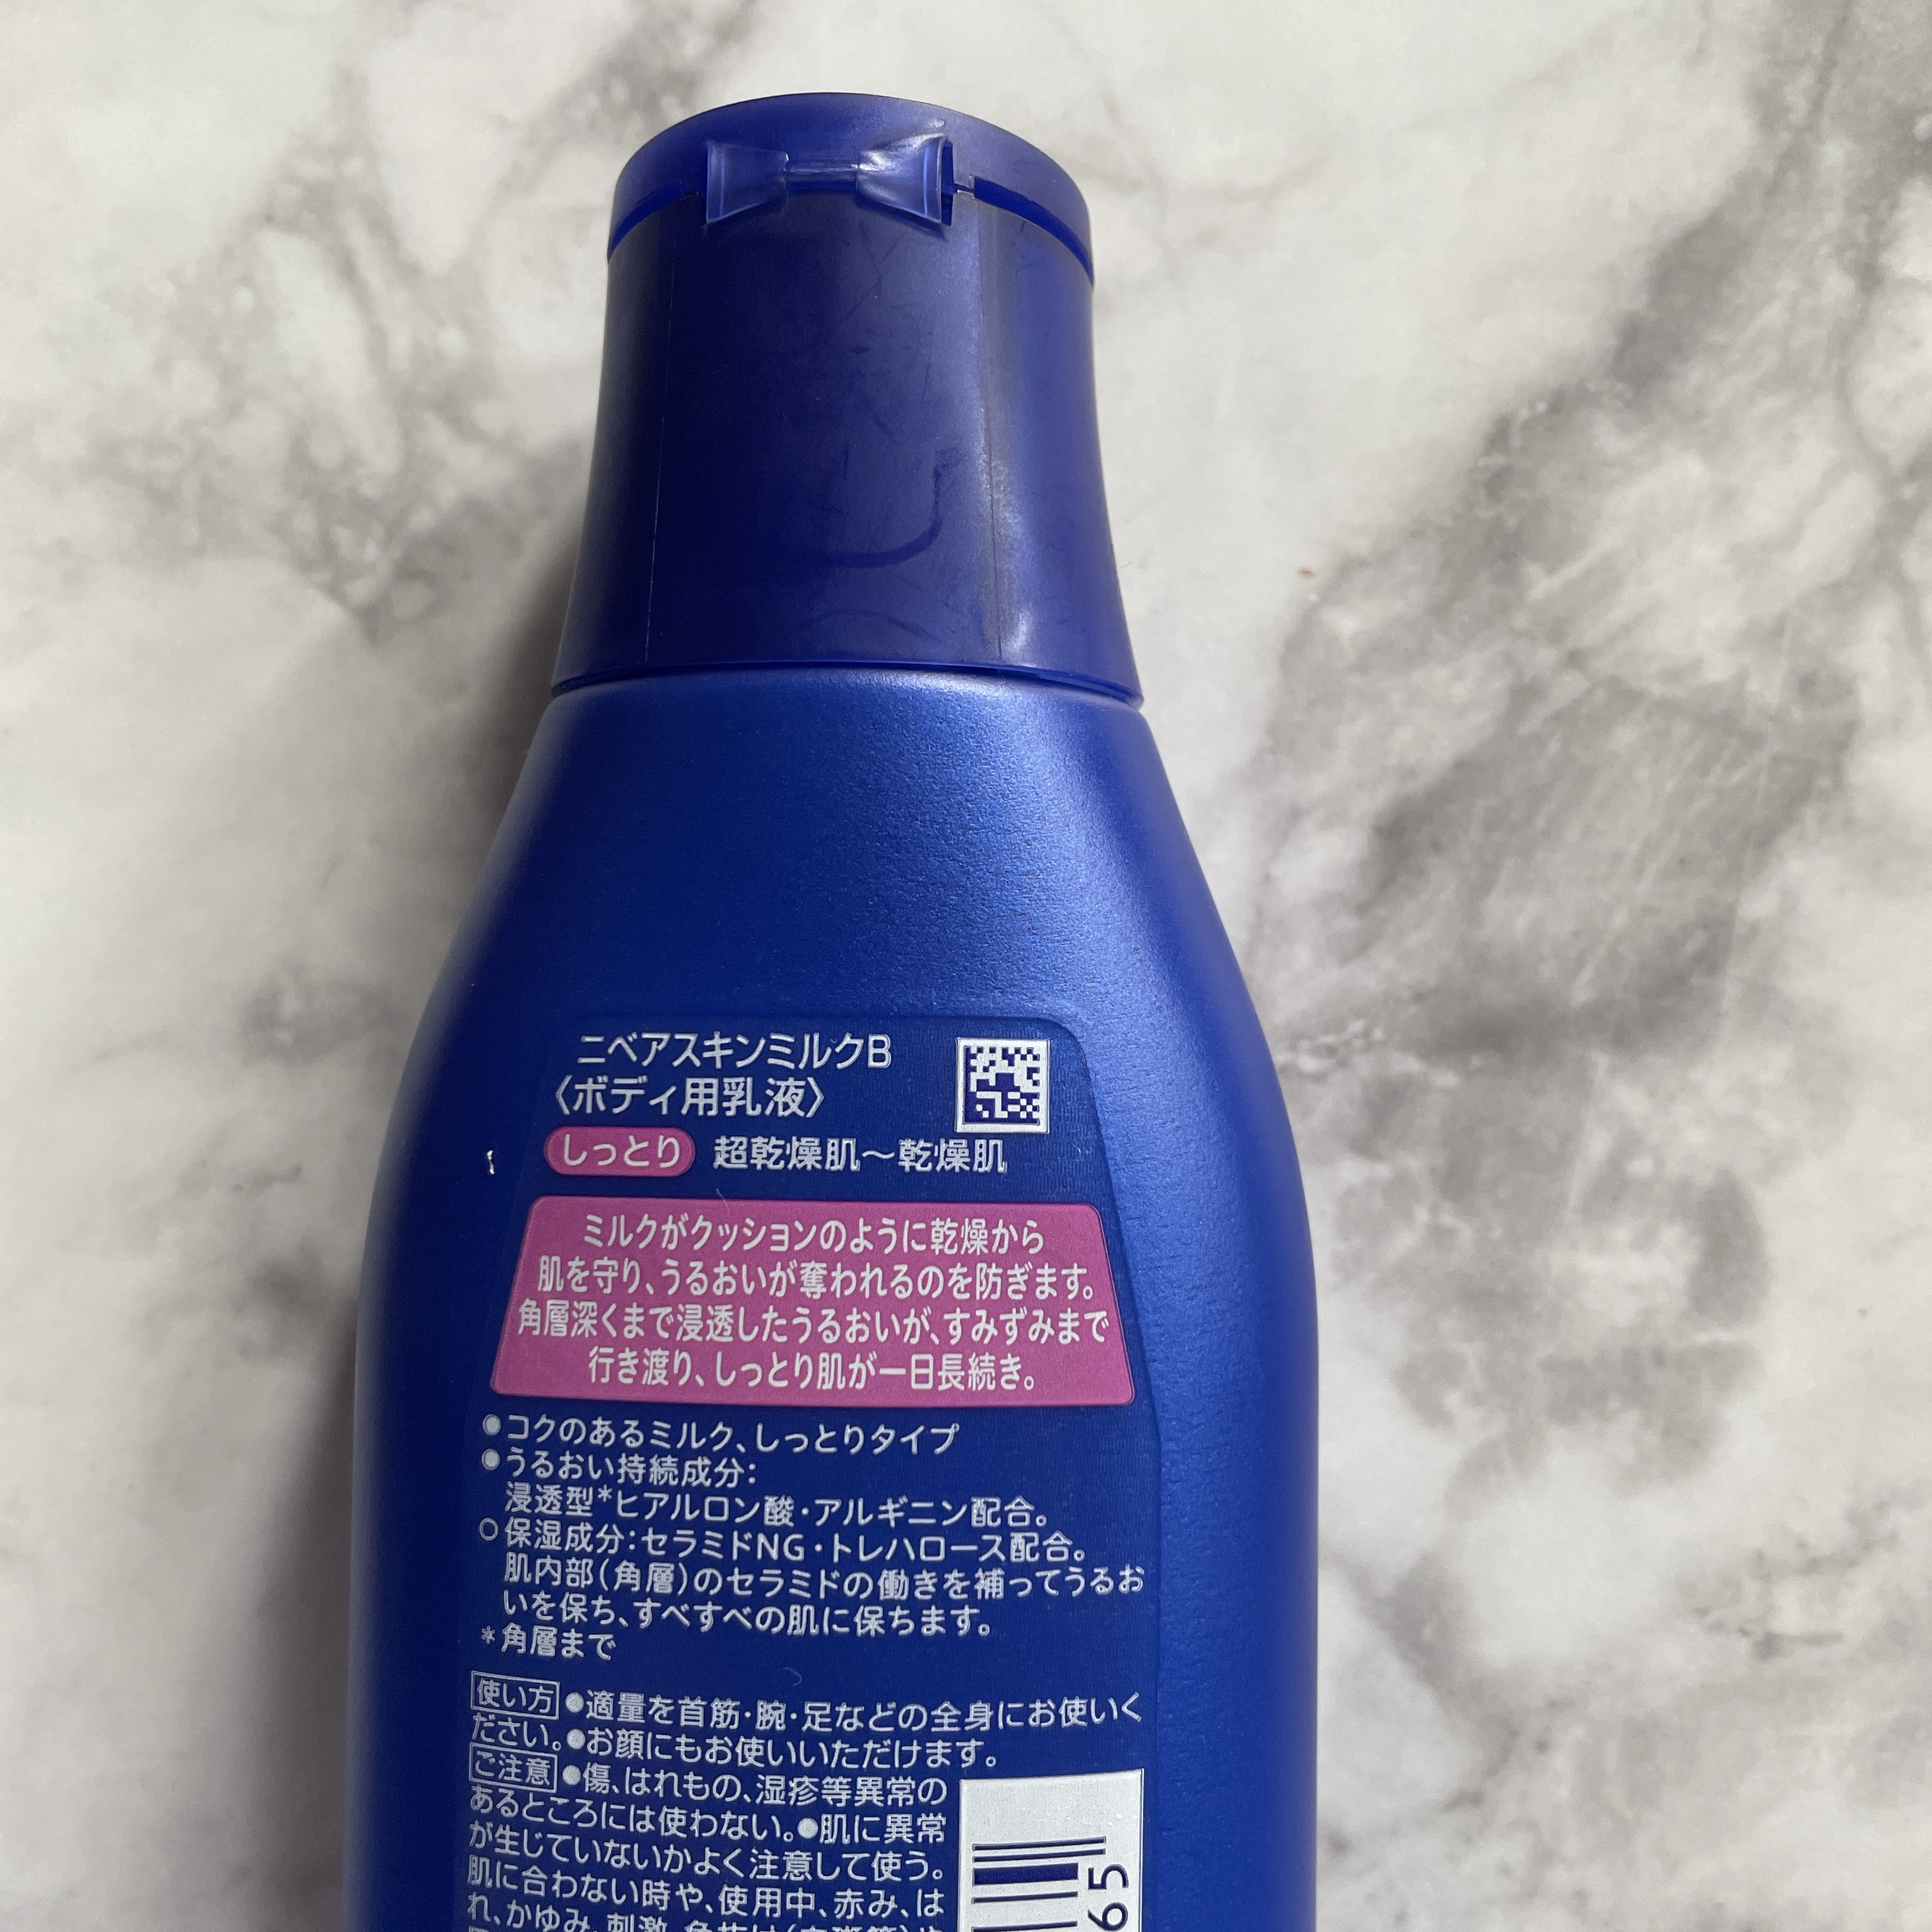 ニベアスキンミルクB
〈ボディ用乳液〉
しっとり 超乾燥肌〜乾燥肌
ミルクがクッションのように乾燥から
肌を守り、うるおいが奪われるのを防ぎます。
角層深くまで浸透したうるおいが、すみずみまで
行き渡り、しっとり肌が一日長続き。
●コクのあるミルク、しっとりタイプ
●うるおい持続成分:
浸透型*ヒアルロン酸・アルギニン配合。
○保湿成分:セラミドNG・トレハロース配合。
肌内部(角層)のセラミドの働きを補ってうるお
いを保ち、すべすべの肌に保ちます。
*角層まで
使い方 ●適量を首筋・腕・足などの全身にお使いく
ださい。●お顔にもお使いいただけます。
ご注意 ●傷、はれもの、湿疹等異常の
あるところには使わない。●肌に異常
が生じていないかよく注意して使う。
肌に合わない時や、使用中、赤み、は
れ、かゆみ、刺激、
65